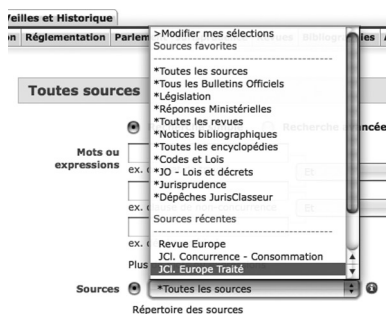 Veilles et Historique
n Réglementation Parlem ies A
>Modifier mes sélections
Sources favorites
*Toutes les sources
*Tous les Bulletins Officiels
*Législation
*Réponses Ministérielles
*Toutes les revues
*Notices bibliographiques
*Toutes les encyclopédies
*Codes et Lois
*JO - Lois et décrets
*Jurisprudence
*Dépêches JurisClasseur
Sources récentes
Revue Europe
JCl. Concurrence - Consommation
JCl. Europe Traité
Toutes sources
Recherche avancée
Mots ou
expressions
ex.
Et
ex.
Et
ex.
Plus
Sources *Toutes les sources
Répertoire des sources